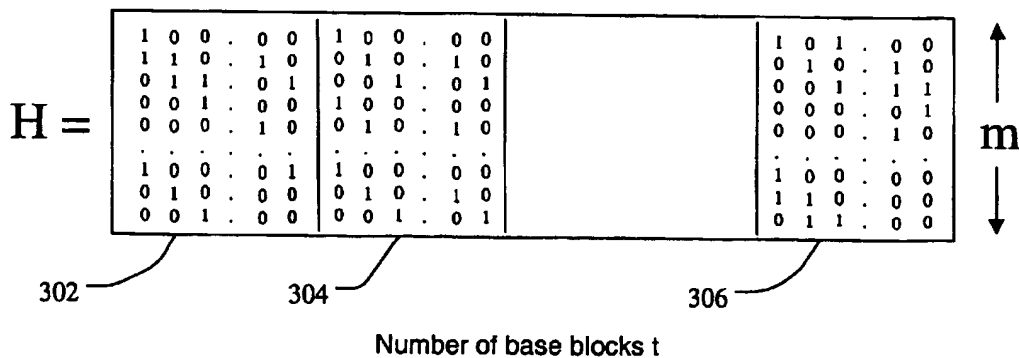 1 0 0 . 0 0 1 0 0 . 0 0 1 0 1 . 0 0
1 1 0 . 1 0 0 1 0 . 1 0 0 1 0 . 1 0
0 1 1 . 0 1 0 0 1 . 0 1 0 0 1 . 1 1
0 0 1 . 0 0 1 0 0 . 0 0 0 0 0 . 0 1
H = 0 0 0 . 1 0 0 1 0 . 1 0 0 0 0 . 1 0 m
. . . . . . . . . . . . . . . . . .
1 0 0 . 0 1 1 0 0 . 0 0 1 0 0 . 0 0
0 1 0 . 0 0 0 1 0 . 1 0 1 1 0 . 0 0
0 0 1 . 0 0 0 0 1 . 0 1 0 1 1 . 0 0
302 304 306
Number of base blocks t